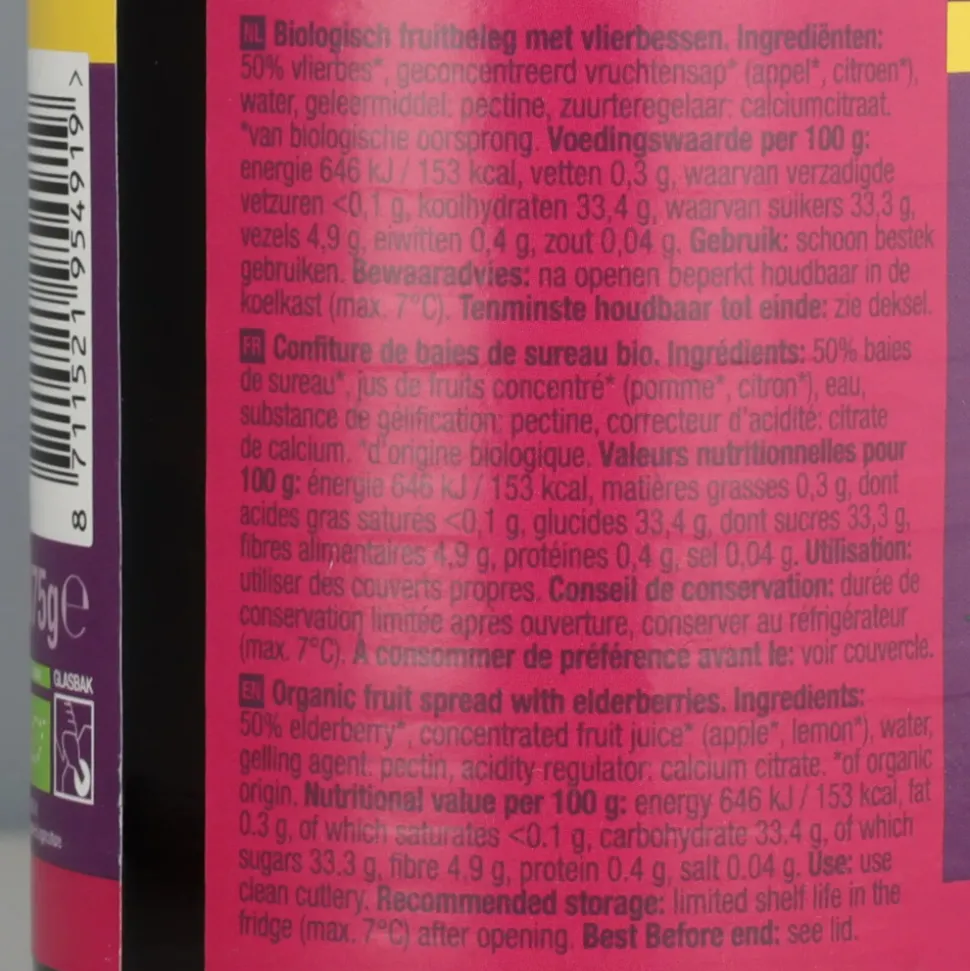 NL Biologisch fruitbeleg met vlierbessen. Ingrediënten:
50% vlierbes*, geconcentreerd vruchtensap* (appel*, citroen*),
water, geleermiddel: pectine, zuurteregelaar: calciumcitraat.
*van biologische oorsprong. Voedingswaarde per 100 g:
energie 646 kJ / 153 kcal, vetten 0,3 g, waarvan verzadigde
vetzuren <0,1 g, koolhydraten 33,4 g, waarvan suikers 33,3 g,
vezels 4,9 g, eiwitten 0,4 g, zout 0,04 g. Gebruik: schoon bestek
gebruiken. Bewaaradvies: na openen beperkt houdbaar in de
koelkast (max. 7°C). Tenminste houdbaar tot einde: zie deksel.
FR Confiture de baies de sureau bio. Ingrédients: 50% baies
de sureau*, jus de fruits concentré* (pomme*, citron*), eau,
substance de gélification: pectine, correcteur d'acidité: citrate
de calcium. *d'origine biologique. Valeurs nutritionnelles pour
100 g: énergie 646 kJ / 153 kcal, matières grasses 0,3 g, dont
acides gras saturés <0,1 g, glucides 33,4 g, dont sucres 33,3 g,
fibres alimentaires 4,9 g, protéines 0,4 g, sel 0,04 g. Utilisation:
utiliser des couverts propres. Conseil de conservation: durée de
conservation limitée après ouverture, conserver au réfrigérateur
(max. 7°C). À consommer de préférence avant le: voir couvercle.
EN Organic fruit spread with elderberries. Ingredients:
50% elderberry*, concentrated fruit juice* (apple*, lemon*), water,
gelling agent: pectin, acidity regulator: calcium citrate. *of organic
origin. Nutritional value per 100 g: energy 646 kJ / 153 kcal, fat
0.3 g, of which saturates <0.1 g, carbohydrate 33.4 g, of which
sugars 33.3 g, fibre 4.9 g, protein 0.4 g, salt 0.04 g. Use: use
clean cutlery. Recommended storage: limited shelf life in the
fridge (max. 7°C) after opening. Best Before end: see lid.
8 711521 954919 >
75g e
GLASBAK